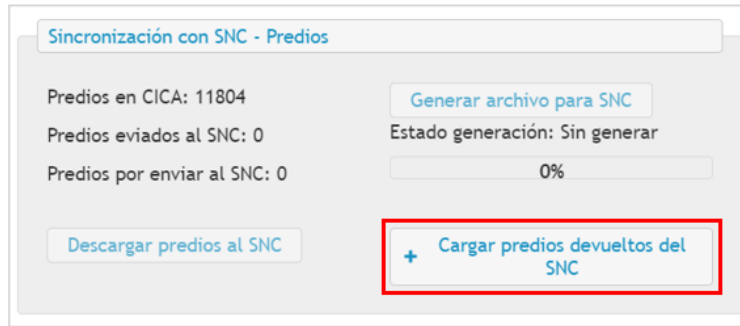 Sincronización con SNC - Predios
Predios en CICA: 11804
Generar archivo para SNC
Predios eviados al SNC: 0
Estado generación: Sin generar
Predios por enviar al SNC: 0
0%
Descargar predios al SNC
+ Cargar predios devueltos del
SNC